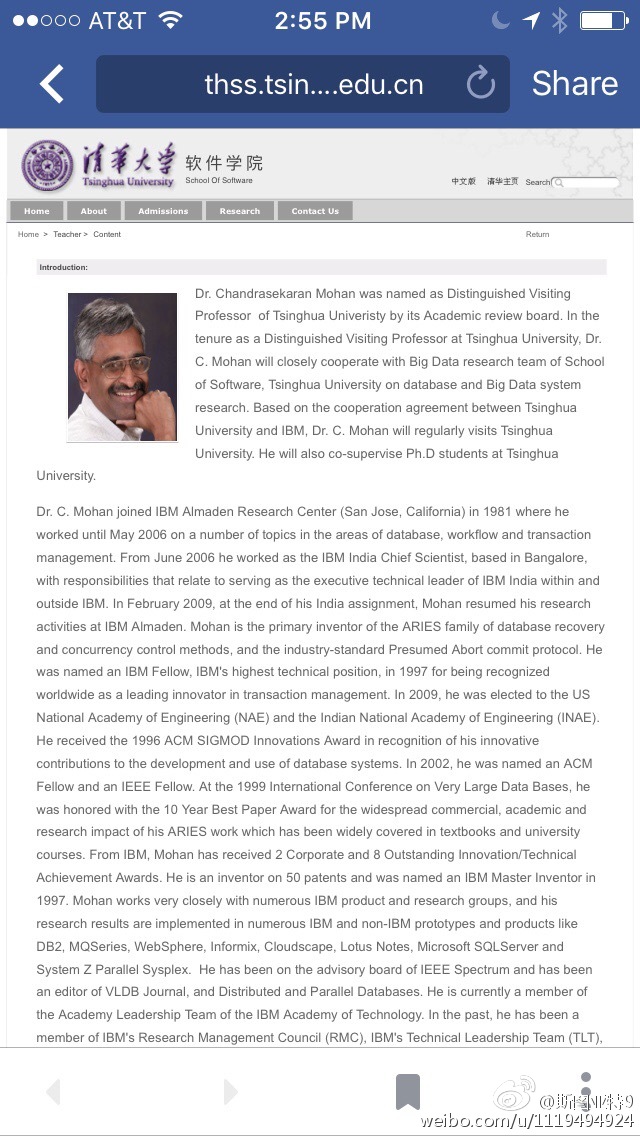 AT&T 2:55 PM
thss.tsin....edu.cn Share
清华大学 软件学院
Tsinghua University School Of Software
中文版 清华主页 Search
Home About Admissions Research Contact Us
Home > Teacher > Content Return
Introduction:
Dr. Chandrasekaran Mohan was named as Distinguished Visiting
Professor of Tsinghua Univeristy by its Academic review board. In the
tenure as a Distinguished Visiting Professor at Tsinghua University, Dr.
C. Mohan will closely cooperate with Big Data research team of School
of Software, Tsinghua University on database and Big Data system
research. Based on the cooperation agreement between Tsinghua
University and IBM, Dr. C. Mohan will regularly visits Tsinghua
University. He will also co-supervise Ph.D students at Tsinghua
University.
Dr. C. Mohan joined IBM Almaden Research Center (San Jose, California) in 1981 where he
worked until May 2006 on a number of topics in the areas of database, workflow and transaction
management. From June 2006 he worked as the IBM India Chief Scientist, based in Bangalore,
with responsibilities that relate to serving as the executive technical leader of IBM India within and
outside IBM. In February 2009, at the end of his India assignment, Mohan resumed his research
activities at IBM Almaden. Mohan is the primary inventor of the ARIES family of database recovery
and concurrency control methods, and the industry-standard Presumed Abort commit protocol. He
was named an IBM Fellow, IBM's highest technical position, in 1997 for being recognized
worldwide as a leading innovator in transaction management. In 2009, he was elected to the US
National Academy of Engineering (NAE) and the Indian National Academy of Engineering (INAE).
He received the 1996 ACM SIGMOD Innovations Award in recognition of his innovative
contributions to the development and use of database systems. In 2002, he was named an ACM
Fellow and an IEEE Fellow. At the 1999 International Conference on Very Large Data Bases, he
was honored with the 10 Year Best Paper Award for the widespread commercial, academic and
research impact of his ARIES work which has been widely covered in textbooks and university
courses. From IBM, Mohan has received 2 Corporate and 8 Outstanding Innovation/Technical
Achievement Awards. He is an inventor on 50 patents and was named an IBM Master Inventor in
1997. Mohan works very closely with numerous IBM product and research groups, and his
research results are implemented in numerous IBM and non-IBM prototypes and products like
DB2, MQSeries, WebSphere, Informix, Cloudscape, Lotus Notes, Microsoft SQLServer and
System Z Parallel Sysplex. He has been on the advisory board of IEEE Spectrum and has been
an editor of VLDB Journal, and Distributed and Parallel Databases. He is currently a member of
the Academy Leadership Team of the IBM Academy of Technology. In the past, he has been a
member of IBM's Research Management Council (RMC), IBM's Technical Leadership Team (TLT),
weibo.com/u/1119494924